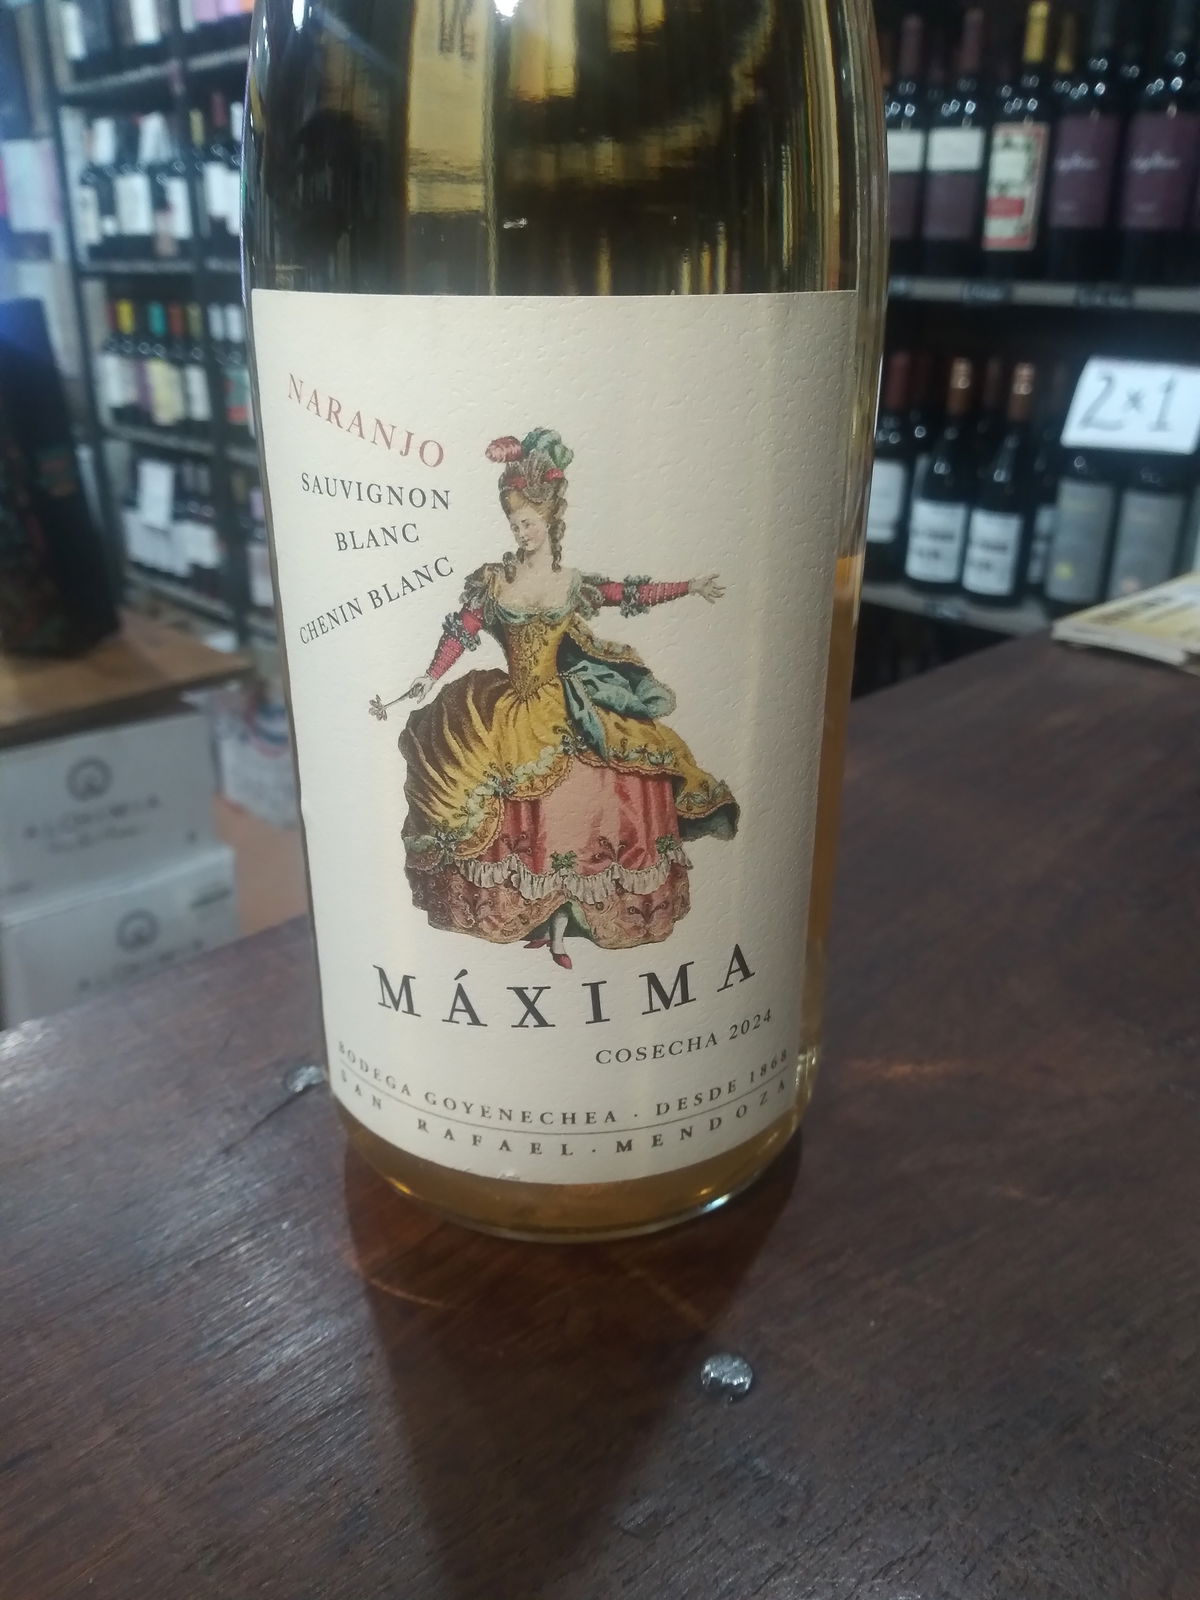 NARANJO
SAUVIGNON
BLANC
CHENIN BLANC
MÁXIMA
COSECHA 2024
BODEGA GOYENECHEA · DESDE 1868
SAN RAFAEL · MENDOZA
2x1